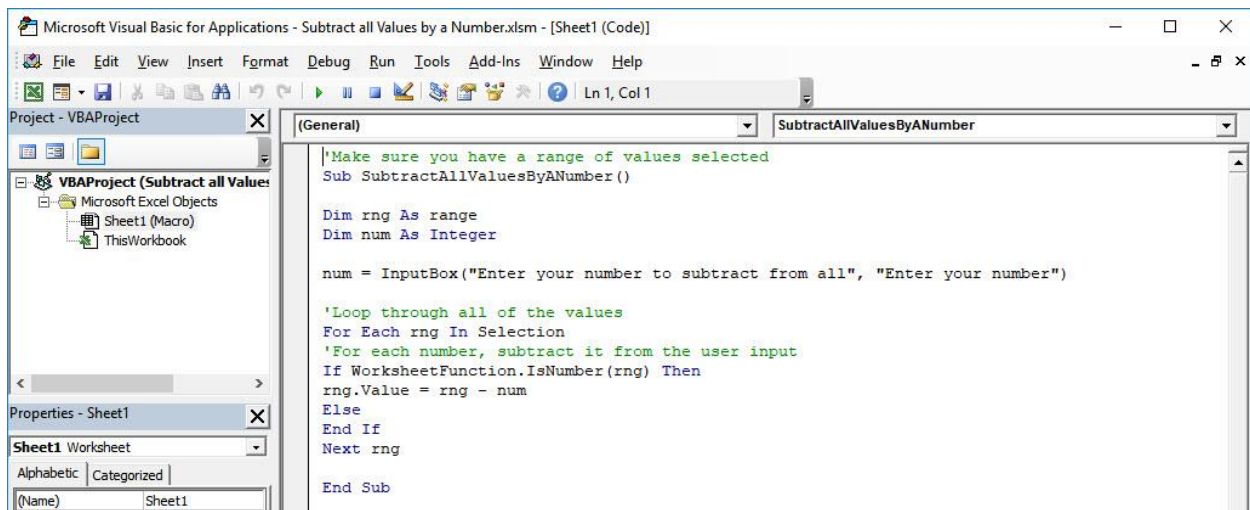 Microsoft Visual Basic for Applications - Subtract all Values by a Number.xlsm - [Sheet1 (Code)]
File Edit View Insert Format Debug Run Tools Add-Ins Window Help
Ln 1, Col 1
Project - VBAProject
(General) SubtractAllValuesByANumber
VBAProject (Subtract all Values
Microsoft Excel Objects
Sheet1 (Macro)
ThisWorkbook
'Make sure you have a range of values selected
Sub SubtractAllValuesByANumber()
Dim rng As range
Dim num As Integer
num = InputBox("Enter your number to subtract from all", "Enter your number")
'Loop through all of the values
For Each rng In Selection
'For each number, subtract it from the user input
If WorksheetFunction.IsNumber(rng) Then
rng.Value = rng - num
Else
End If
Next rng
End Sub
Properties - Sheet1
Sheet1 Worksheet
Alphabetic Categorized
(Name) Sheet1